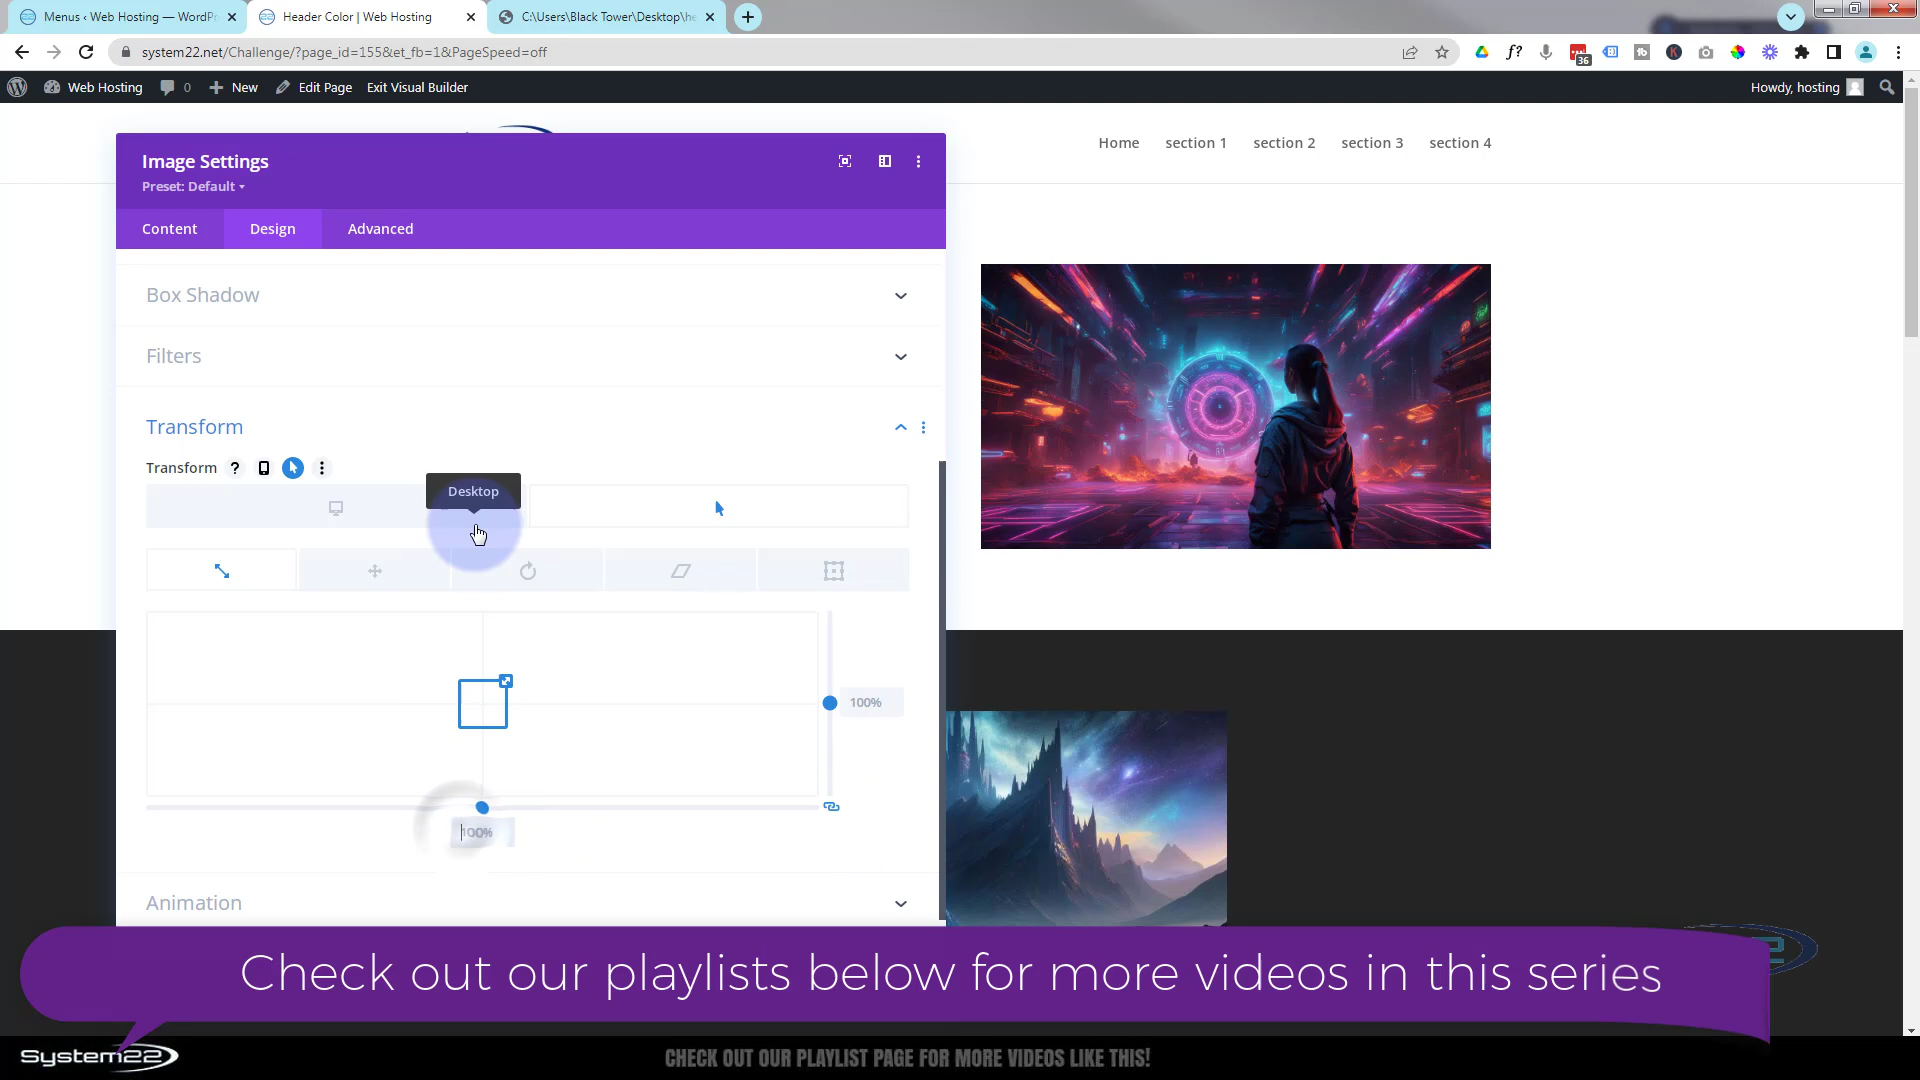 Menus ‹ Web Hosting — WordPr
Header Color | Web Hosting
C:\Users\Black Tower\Desktop\he
system22.net/Challenge/?page_id=155&et_fb=1&PageSpeed=off
f?
36
Web Hosting
0
New
Edit Page
Exit Visual Builder
Howdy, hosting
Home
section 1
section 2
section 3
section 4
Image Settings
Preset: Default
Content
Design
Advanced
Box Shadow
Filters
Transform
Transform
?
Desktop
100%
100%
Animation
Check out our playlists below for more videos in this series
System22
CHECK OUT OUR PLAYLIST PAGE FOR MORE VIDEOS LIKE THIS!